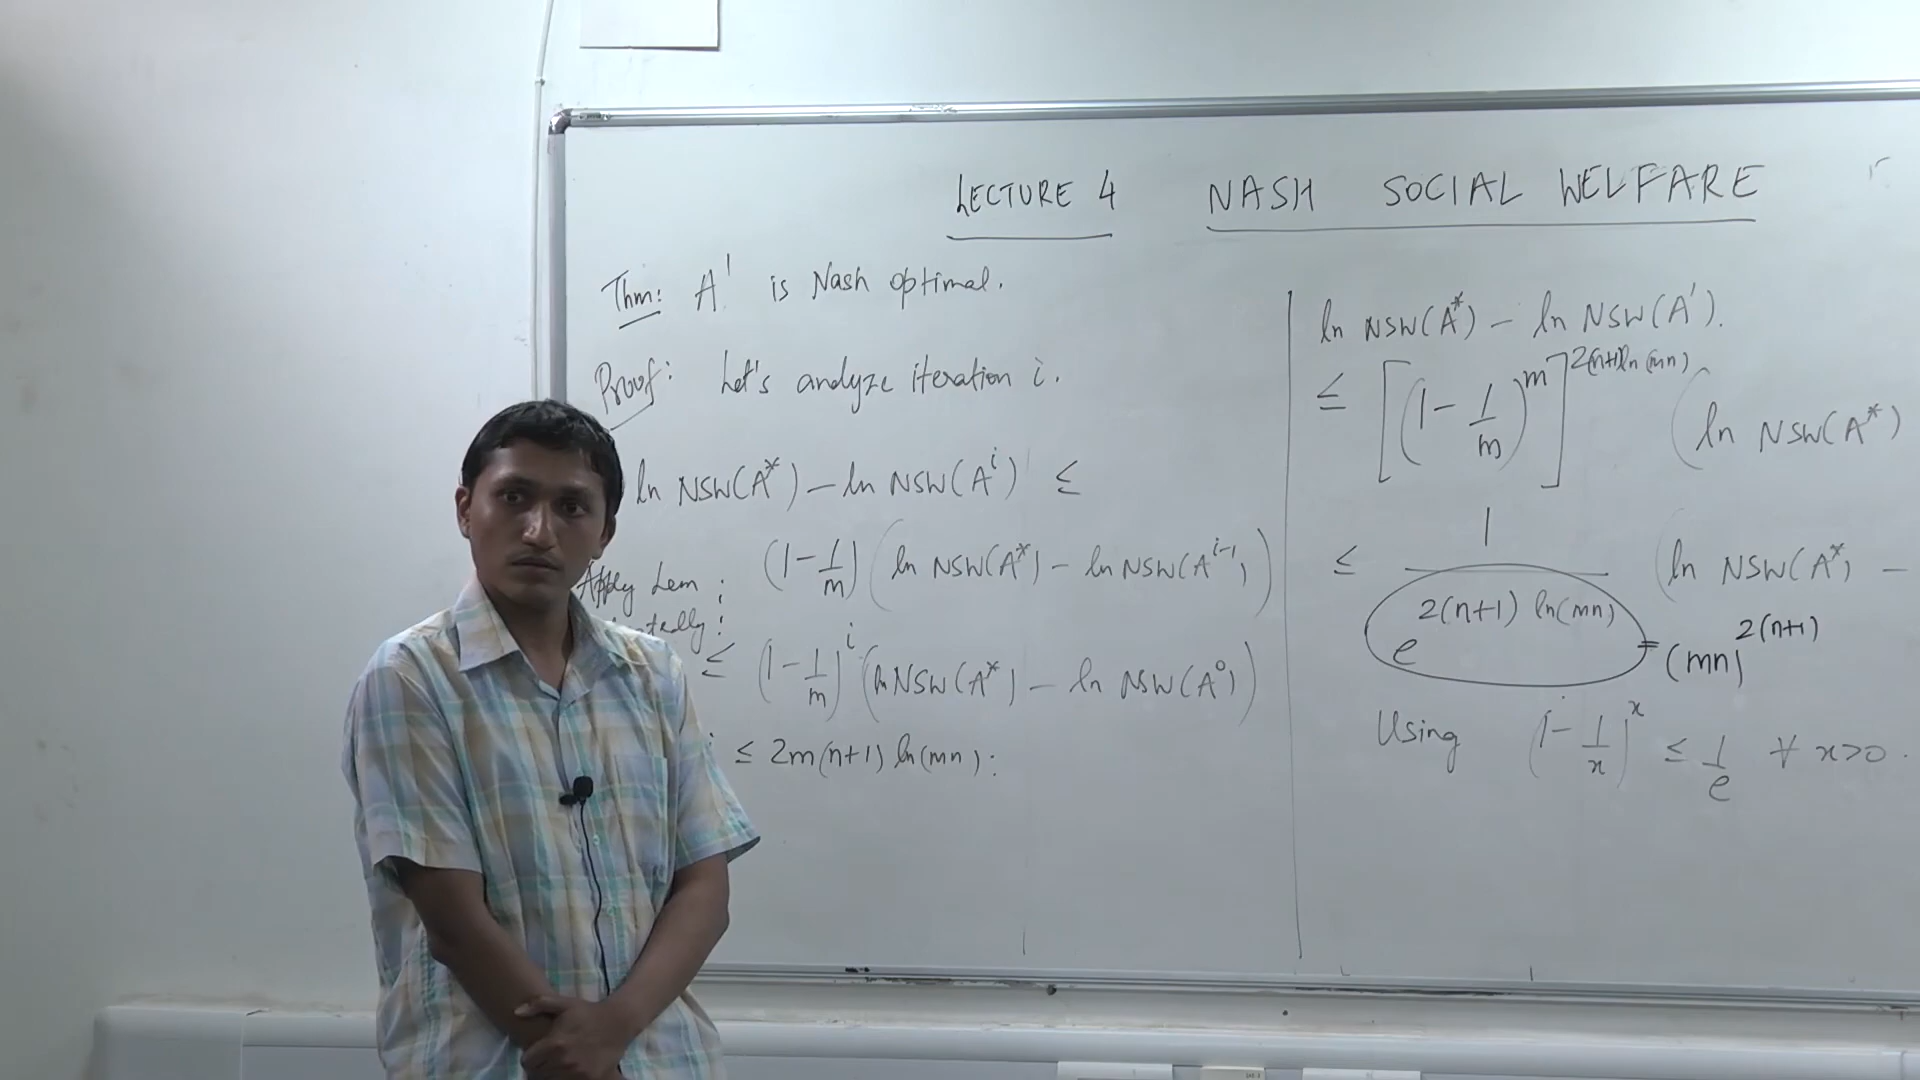 LECTURE 4 NASH SOCIAL WELFARE
Thm: A' is Nash optimal.
Proof: Let's analyze iteration i.
ln NSW(A*) - ln NSW(A^i) ≤
(1 - 1/m) (ln NSW(A*) - ln NSW(A^{i-1}))
Apply Lem :
≤ (1 - 1/m)^i (ln NSW(A*) - ln NSW(A^0))
≤ 2m(n+1) ln(mn) :
ln NSW(A*) - ln NSW(A').
≤ [(1 - 1/m)^m]^{2(n+1)ln(mn)} (ln NSW(A*)
≤ 1 / e^{2(n+1) ln(mn)} (ln NSW(A*) -
= (mn)^{2(n+1)}
Using (1 - 1/x)^x ≤ 1/e ∀ x>0.